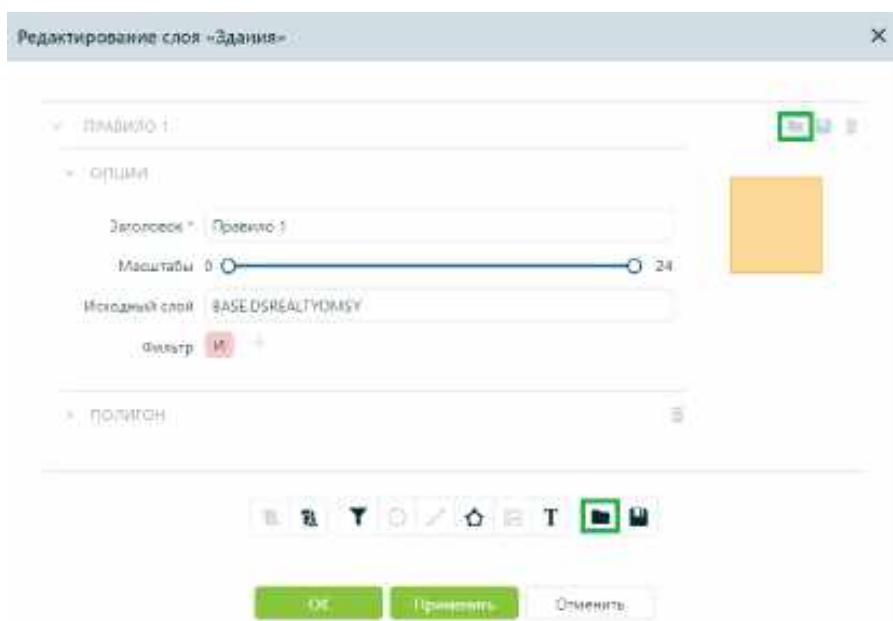 Редактирование слоя «Здания»
ПРАВИЛО 1
ОПЦИИ
Заголовок * Правило 1
Масштабы 0 24
Исходный слой BASE.DSREALTYOMSY
Фильтр И +
ПОЛИГОН
T
ОК Применить Отменить